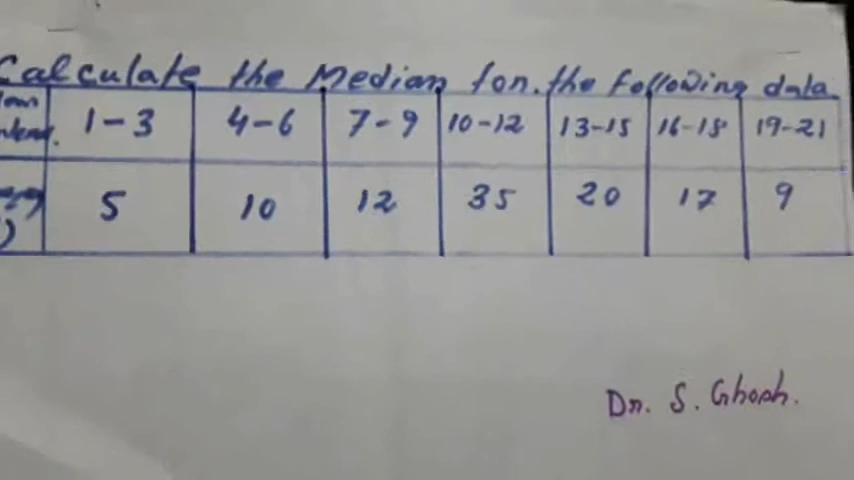 Calculate the Median for the following data
1-3 4-6 7-9 10-12 13-15 16-18 19-21
5 10 12 35 20 17 9
Dr. S. Ghosh.